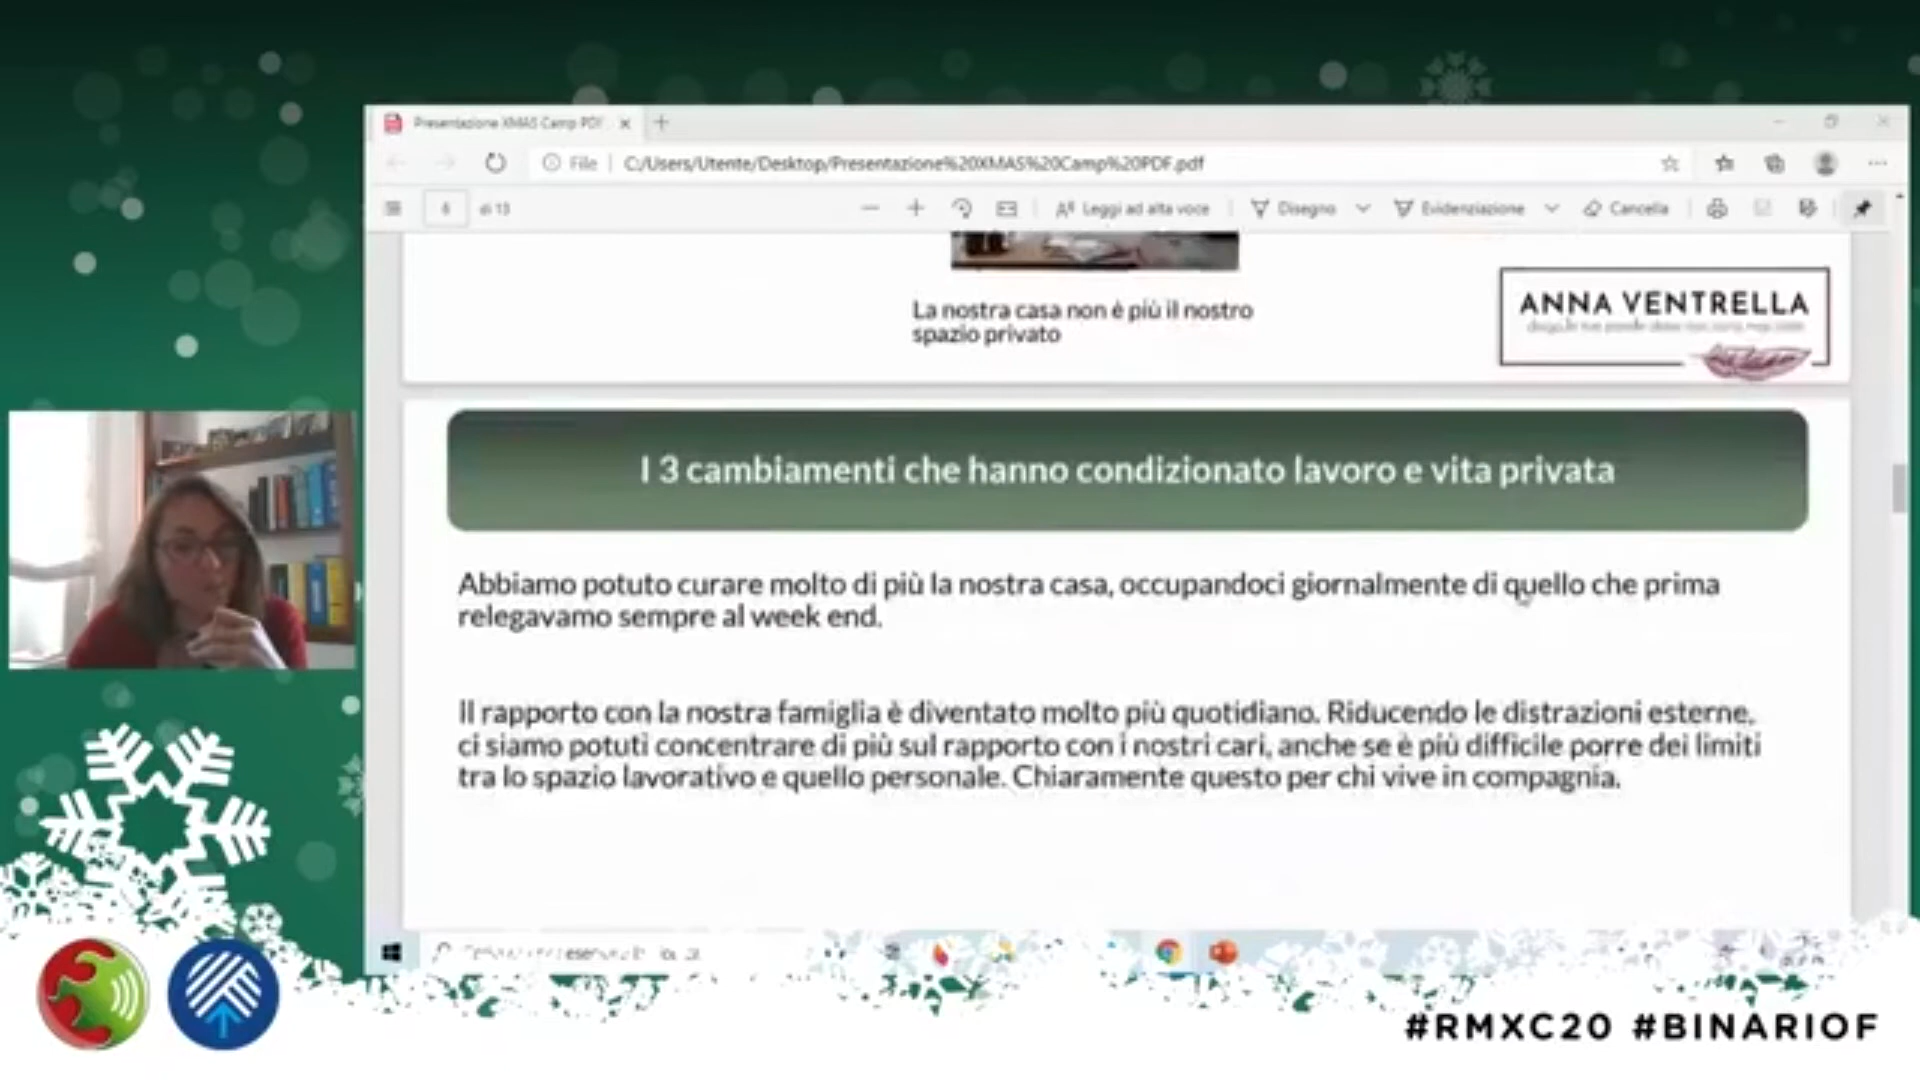 Presentazione XMAS Camp PDF
File
C:/Users/Utente/Desktop/Presentazione%20XMAS%20Camp%20PDF.pdf
6 di 13
Leggi ad alta voce
Disegno
Evidenziazione
Cancella
La nostra casa non è più il nostro
spazio privato
ANNA VENTRELLA
I 3 cambiamenti che hanno condizionato lavoro e vita privata
Abbiamo potuto curare molto di più la nostra casa, occupandoci giornalmente di quello che prima
relegavamo sempre al week end.
Il rapporto con la nostra famiglia è diventato molto più quotidiano. Riducendo le distrazioni esterne,
ci siamo potuti concentrare di più sul rapporto con i nostri cari, anche se è più difficile porre dei limiti
tra lo spazio lavorativo e quello personale. Chiaramente questo per chi vive in compagnia.
#RMXC20 #BINARIOF